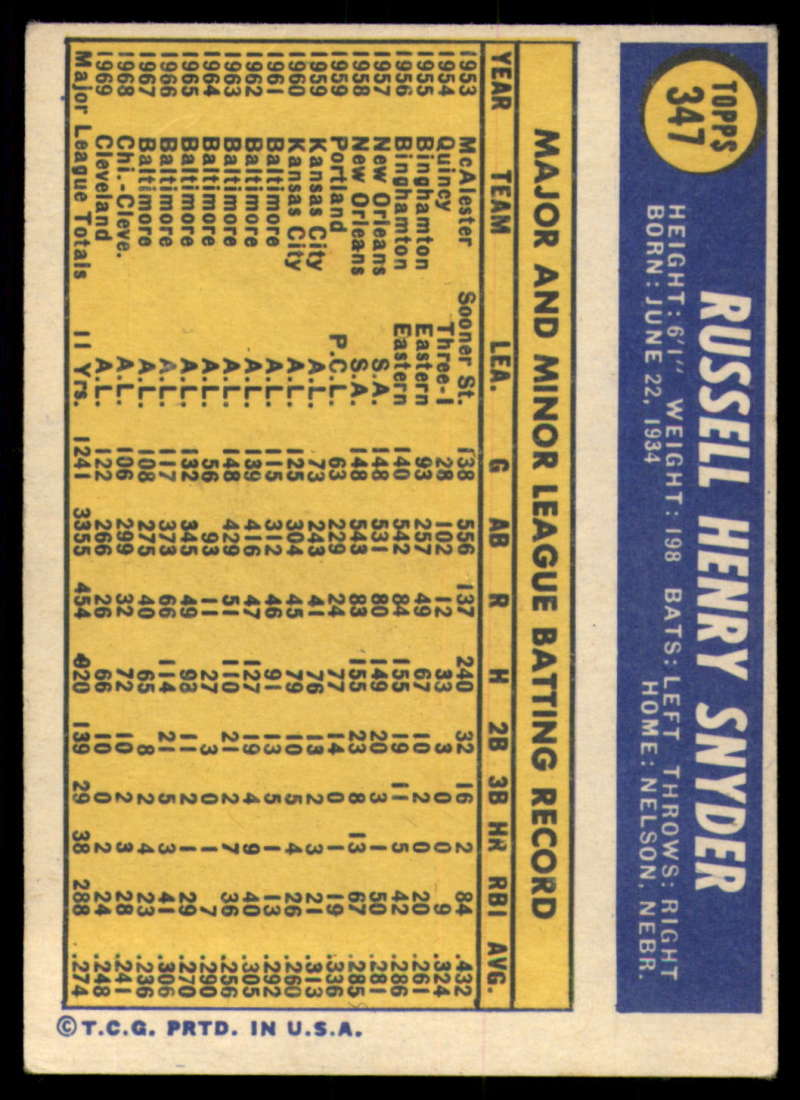 TOPPS
347
RUSSELL HENRY SNYDER
HEIGHT: 6'1" WEIGHT: 198 BATS: LEFT THROWS: RIGHT
BORN: JUNE 22, 1934 HOME: NELSON, NEBR.
MAJOR AND MINOR LEAGUE BATTING RECORD
YEAR TEAM LEA. G AB R H 2B 3B HR RBI AVG.
1953 McAlester Sooner St. 138 556 137 240 32 16 2 84 .432
1954 Quincy Three-I 28 102 12 33 3 0 0 9 .324
1955 Binghamton Eastern 93 257 49 67 10 2 0 20 .261
1956 Binghamton Eastern 140 542 84 155 19 11 5 42 .286
1957 New Orleans S.A. 148 531 80 149 20 3 1 50 .281
1958 New Orleans S.A. 148 543 83 155 23 8 13 67 .285
1959 Portland P.C.L. 63 229 24 77 14 0 1 19 .336
1959 Kansas City A.L. 73 243 41 76 13 2 3 21 .313
1960 Kansas City A.L. 125 304 45 79 10 5 4 26 .260
1961 Baltimore A.L. 115 312 46 91 13 5 1 13 .292
1962 Baltimore A.L. 139 416 47 127 19 4 9 40 .305
1963 Baltimore A.L. 148 429 51 110 21 2 7 36 .256
1964 Baltimore A.L. 56 93 11 27 3 0 1 7 .290
1965 Baltimore A.L. 132 345 49 93 11 2 1 29 .270
1966 Baltimore A.L. 117 373 66 114 21 5 3 41 .306
1967 Baltimore A.L. 108 275 40 65 8 2 4 23 .236
1968 Chi.-Cleve. A.L. 106 299 32 72 10 2 3 28 .241
1969 Cleveland A.L. 122 266 26 66 10 0 2 24 .248
Major League Totals 11 Yrs. 1241 3355 454 920 139 29 38 288 .274
© T.C.G. PRTD. IN U.S.A.